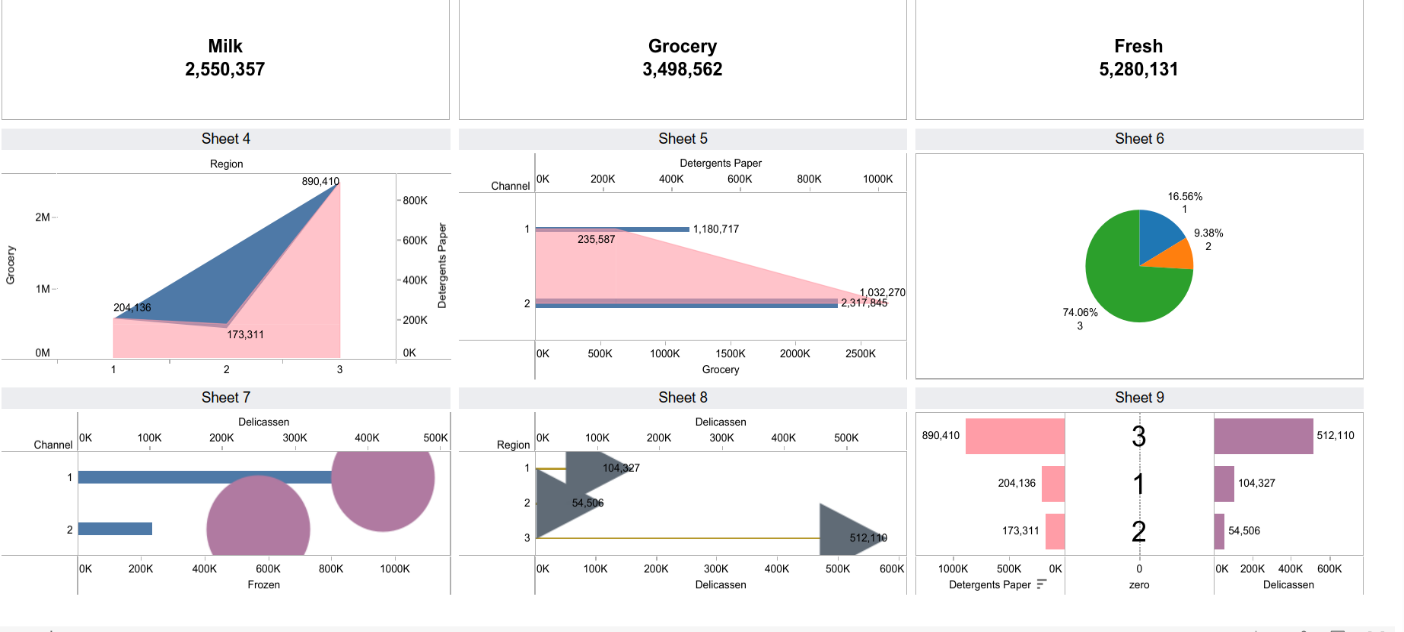 Milk
2,550,357
Grocery
3,498,562
Fresh
5,280,131
Sheet 4
Region
Grocery
2M
1M
0M
890,410
204,136
173,311
800K
600K
400K
200K
0K
Detergents Paper
1
2
3
Sheet 5
Detergents Paper
Channel
0K 200K 400K 600K 800K 1000K
1
1,180,717
235,587
1,032,270
2
2,317,845
0K 500K 1000K 1500K 2000K 2500K
Grocery
Sheet 6
16.56%
1
9.38%
2
74.06%
3
Sheet 7
Delicassen
Channel
0K 100K 200K 300K 400K 500K
1
2
0K 200K 400K 600K 800K 1000K
Frozen
Sheet 8
Delicassen
Region
0K 100K 200K 300K 400K 500K
1
104,327
2
54,506
3
512,110
0K 100K 200K 300K 400K 500K 600K
Delicassen
Sheet 9
890,410 3 512,110
204,136 1 104,327
173,311 2 54,506
1000K 500K 0K 0 0K 200K 400K 600K
Detergents Paper zero Delicassen